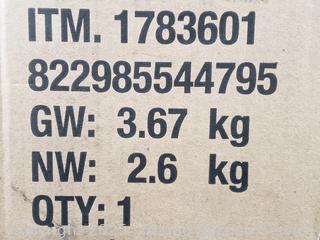 ITM. 1783601
822985544795
GW: 3.67 kg
NW: 2.6 kg
QTY: 1